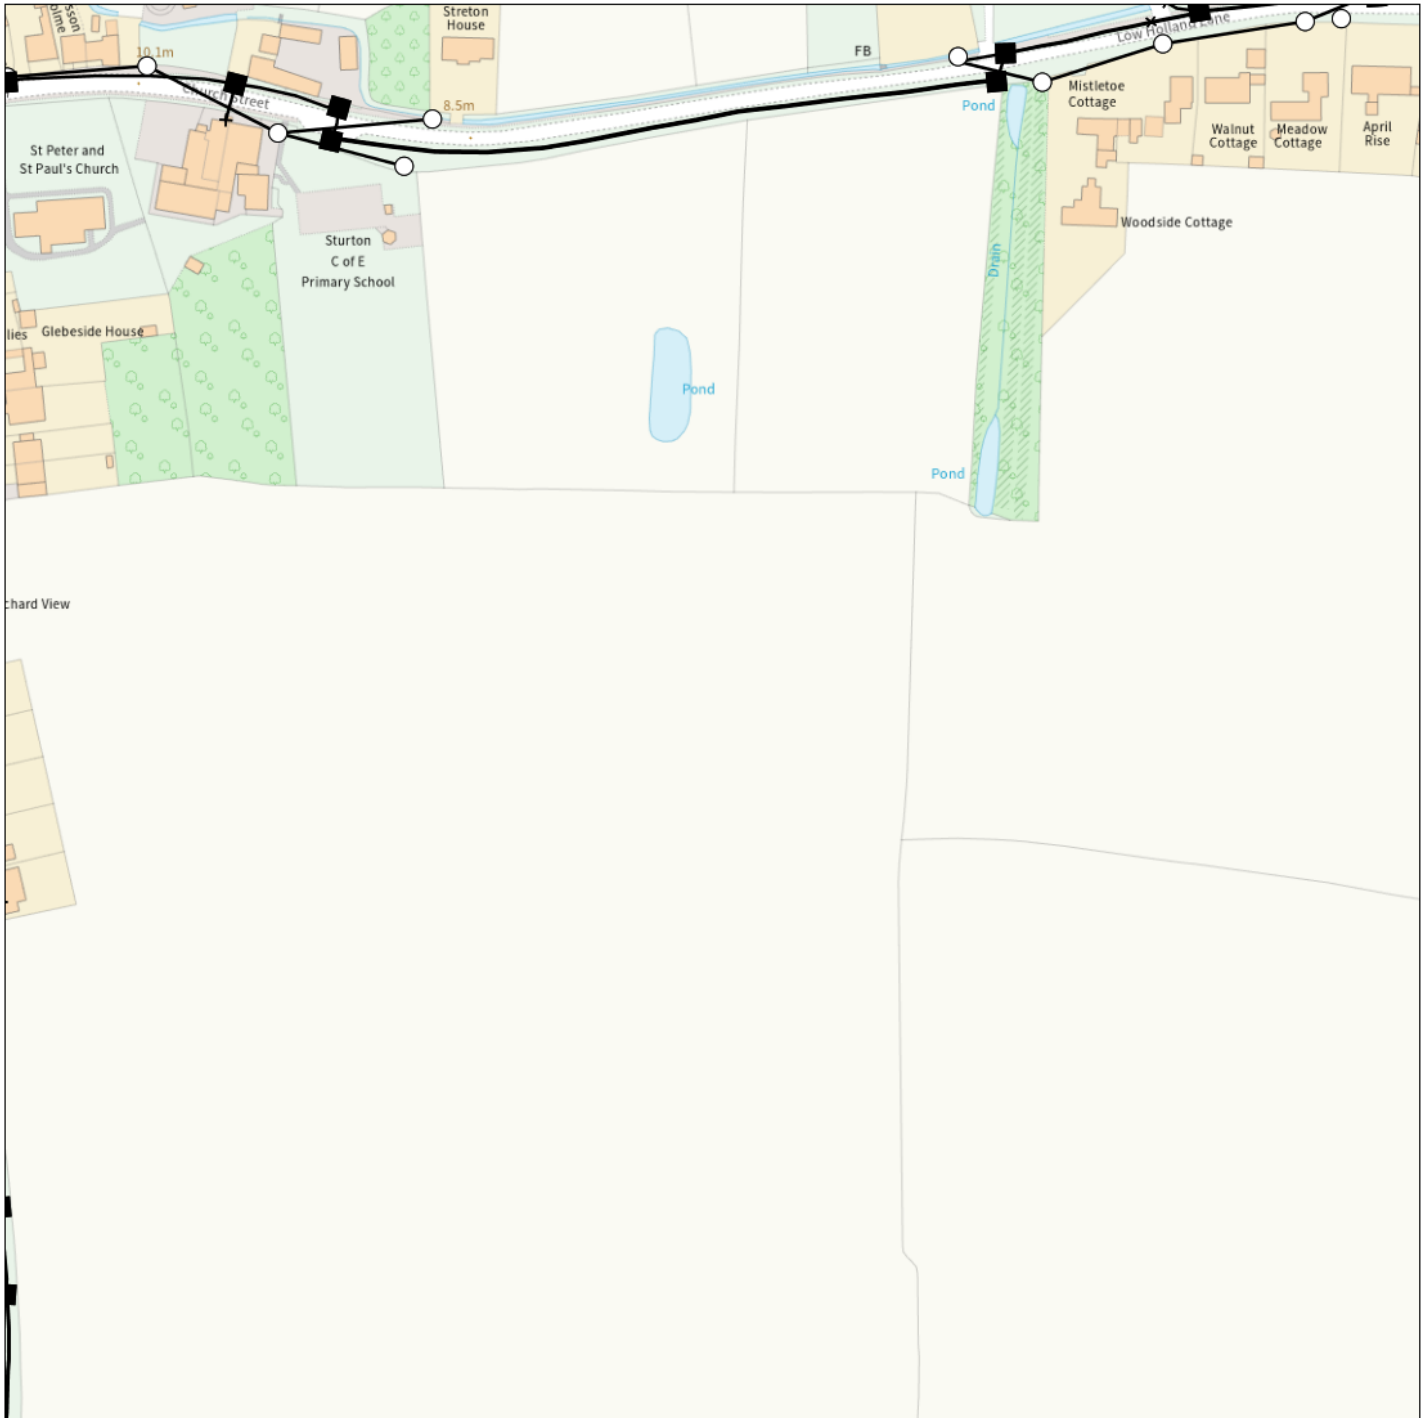 Streton
House
10.1m
FB
Low Holland Lane
Church Street
8.5m
Pond
Mistletoe
Cottage
Walnut
Cottage
Meadow
Cottage
April
Rise
St Peter and
St Paul's Church
Woodside Cottage
Sturton
C of E
Primary School
Drain
lies
Glebeside House
Pond
Pond
chard View